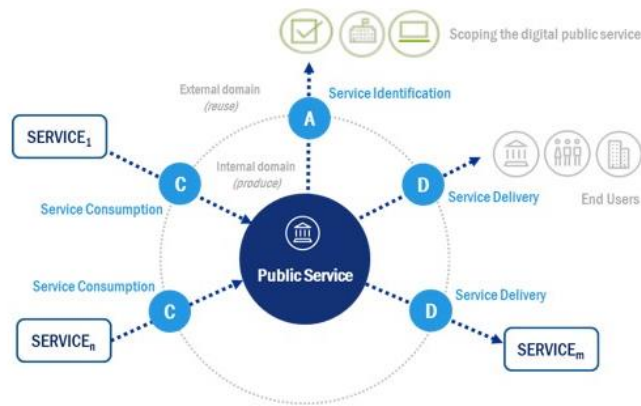 Scoping the digital public service
External domain
(reuse)
A
Service Identification
SERVICE1
Internal domain
(produce)
C
D
Service Consumption
Service Delivery
End Users
Public Service
Service Consumption
Service Delivery
C
D
SERVICEn
SERVICEm